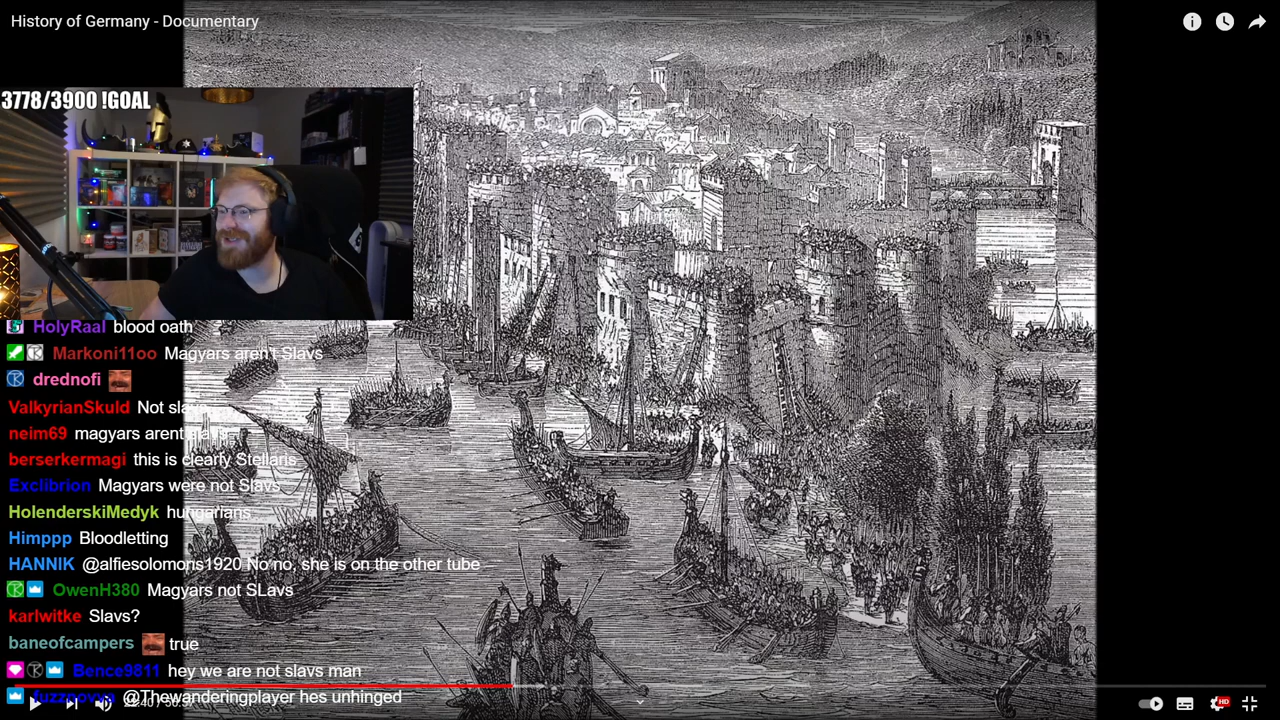 History of Germany - Documentary
3778/3900 !GOAL
HolyRaal blood oath
Markoni11oo Magyars aren't Slavs
drednofi
ValkyrianSkuld Not slavs
neim69 magyars arent slavs
berserkermagi this is clearly Stellaris
Exclibrion Magyars were not Slavs
HolenderskiMedyk hungarians
Himppp Bloodletting
HANNIK @alfiesolomons1920 No no, she is on the other tube
OwenH380 Magyars not SLavs
karlwitke Slavs?
baneofcampers true
Bence9811 hey we are not slavs man
@Thewanderingplayer hes unhinged
HD